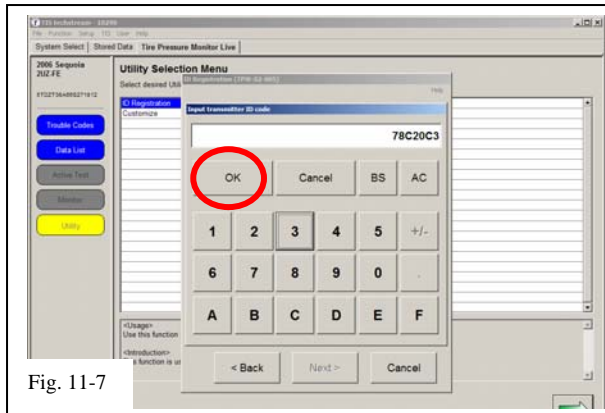 TIS techstream - 10298
File Function Setup TIS User Help
System Select Stored Data Tire Pressure Monitor Live
2006 Sequoia
2UZ-FE
Trouble Codes
Data List
Active Test
Monitor
Utility
Utility Selection Menu
Select desired Uti
ID Registration
Customize
Help
Input transmitter ID code
78C20C3
OK Cancel BS AC
1 2 3 4 5 +/-
6 7 8 9 0 .
A B C D E F
<Usage>
Use this function
<Introduction>
s function is
< Back Next > Cancel
Fig. 11-7